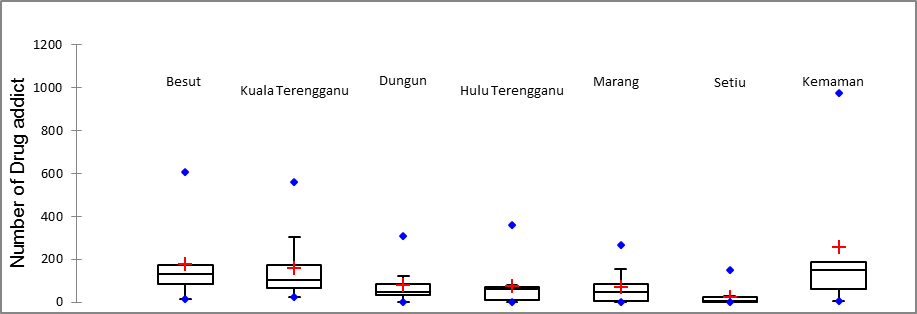 1200
1000
800
600
400
200
0
Number of Drug addict
Besut
Kuala Terengganu
Dungun
Hulu Terengganu
Marang
Setiu
Kemaman